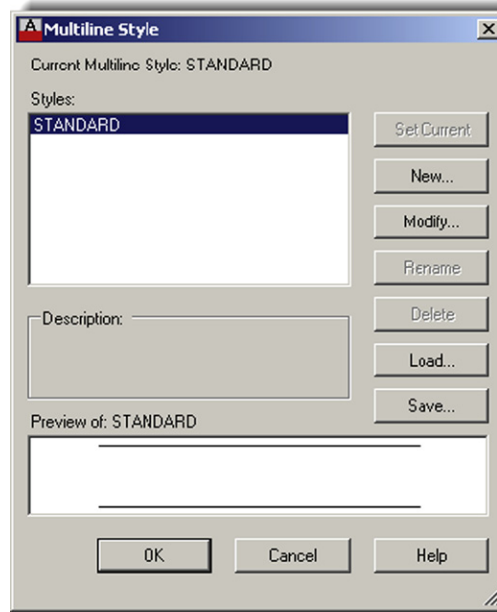 Multiline Style
Current Multiline Style: STANDARD
Styles:
STANDARD
Set Current
New...
Modify...
Rename
Delete
Load...
Save...
Description:
Preview of: STANDARD
OK
Cancel
Help